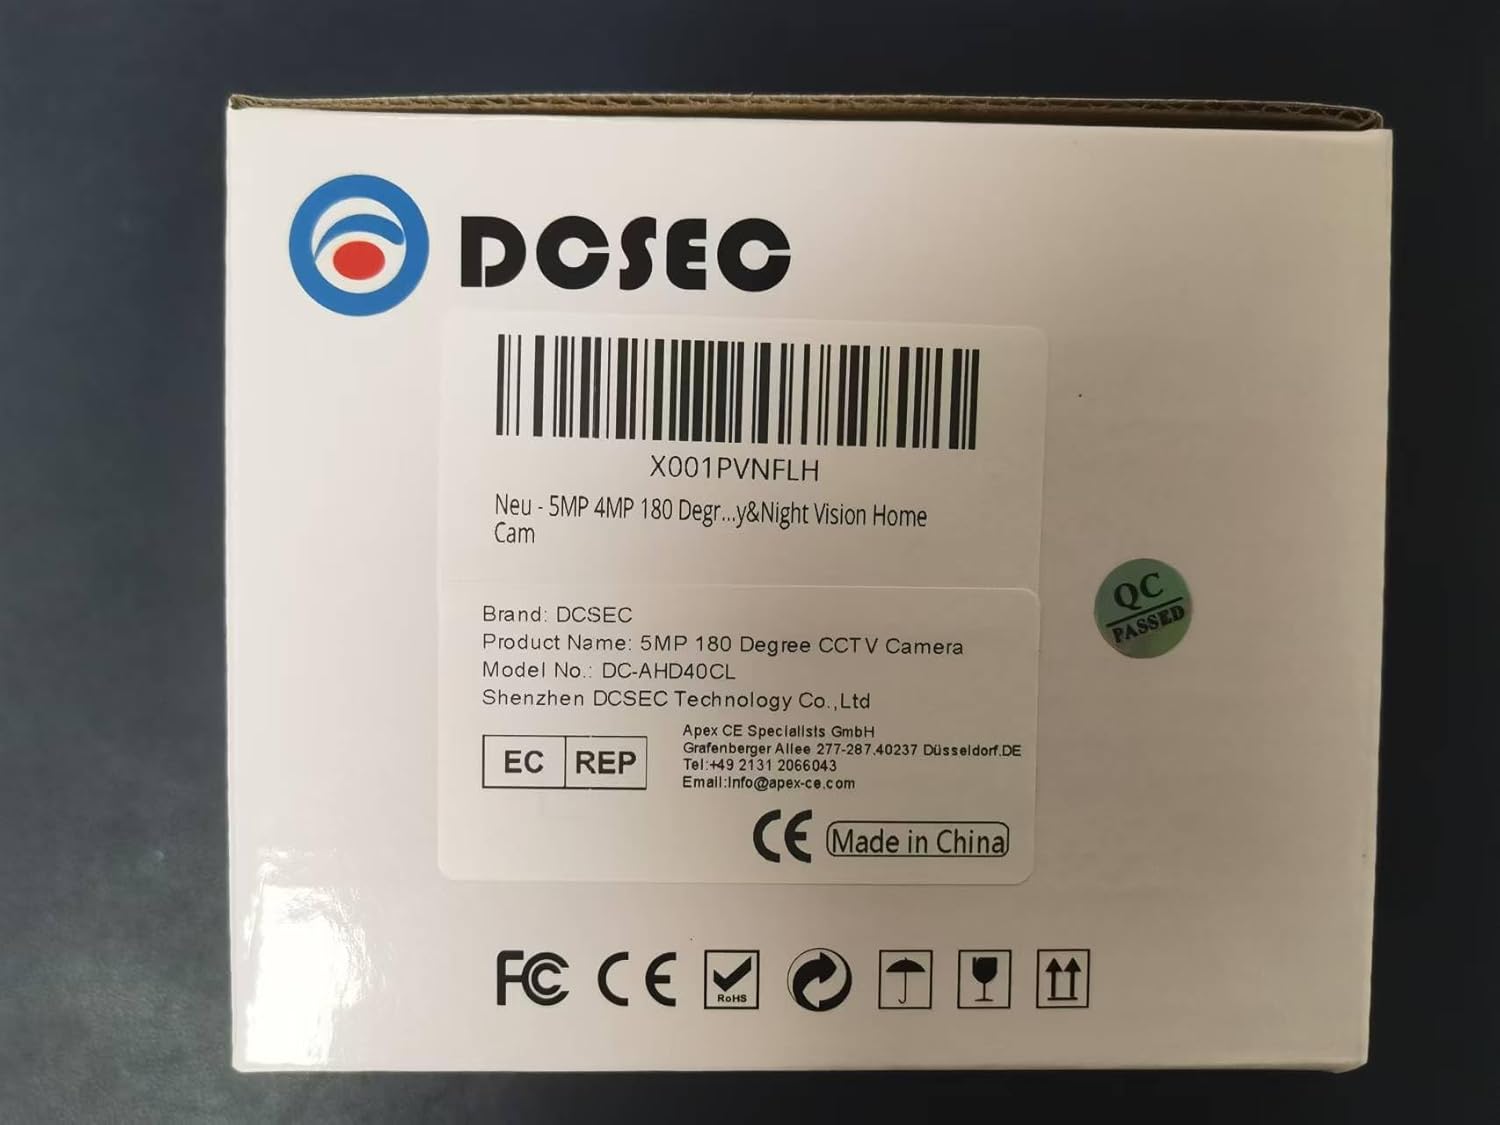 DCSEC
X001PVNFLH
Neu - 5MP 4MP 180 Degr...y&Night Vision Home
Cam
Brand: DCSEC
Product Name: 5MP 180 Degree CCTV Camera
Model No.: DC-AHD40CL
Shenzhen DCSEC Technology Co.,Ltd
EC REP
Apex CE Specialists GmbH
Grafenberger Allee 277-287,40237 Düsseldorf,DE
Tel:+49 2131 2066043
Email:Info@apex-ce.com
CE Made in China
QC
PASSED
FC CE
RoHS